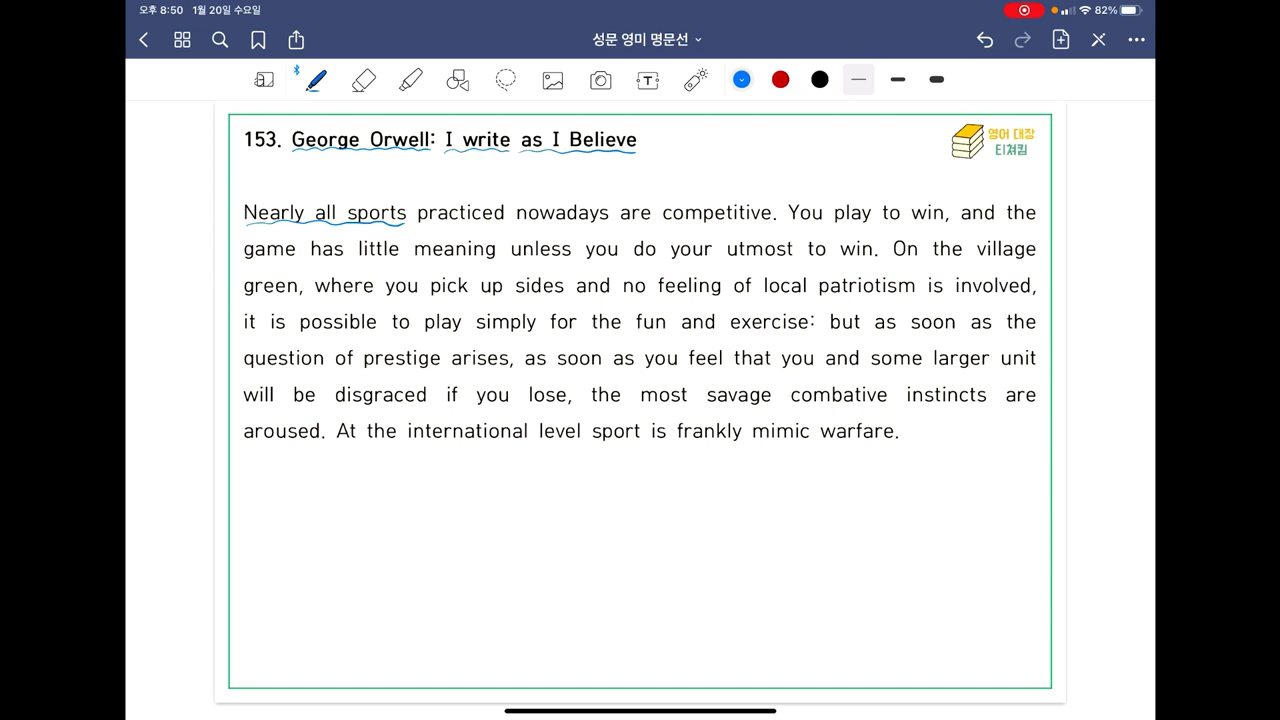 오후 8:50 1월 20일 수요일
82%
성문 영미 명문선
T
153. George Orwell: I write as I Believe
영어 대장
티쳐킴
Nearly all sports practiced nowadays are competitive. You play to win, and the
game has little meaning unless you do your utmost to win. On the village
green, where you pick up sides and no feeling of local patriotism is involved,
it is possible to play simply for the fun and exercise: but as soon as the
question of prestige arises, as soon as you feel that you and some larger unit
will be disgraced if you lose, the most savage combative instincts are
aroused. At the international level sport is frankly mimic warfare.